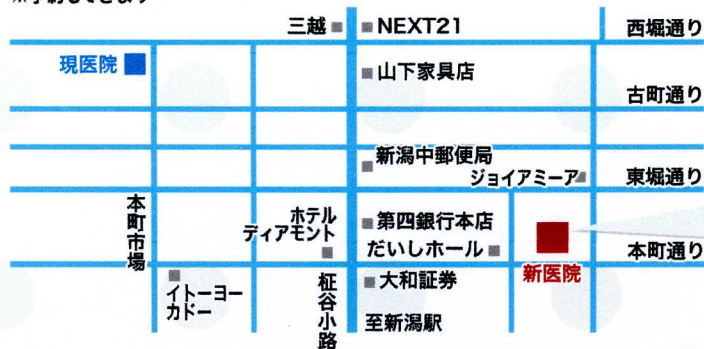 三越
NEXT21
西堀通り
現医院
山下家具店
古町通り
新潟中郵便局
ジョイアミーア
東堀通り
本町市場
ホテル
ディアモント
第四銀行本店
だいしホール
本町通り
新医院
イトーヨー
カドー
柾谷小路
大和証券
至新潟駅